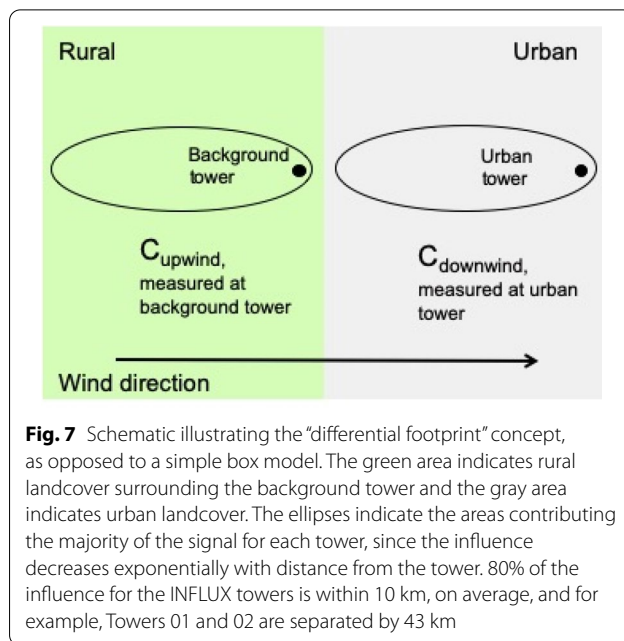 Rural
Urban
Background
tower
Urban
tower
Cupwind,
measured at
background tower
Cdownwind,
measured at urban
tower
Wind direction
Fig. 7 Schematic illustrating the “differential footprint” concept,
as opposed to a simple box model. The green area indicates rural
landcover surrounding the background tower and the gray area
indicates urban landcover. The ellipses indicate the areas contributing
the majority of the signal for each tower, since the influence
decreases exponentially with distance from the tower. 80% of the
influence for the INFLUX towers is within 10 km, on average, and for
example, Towers 01 and 02 are separated by 43 km